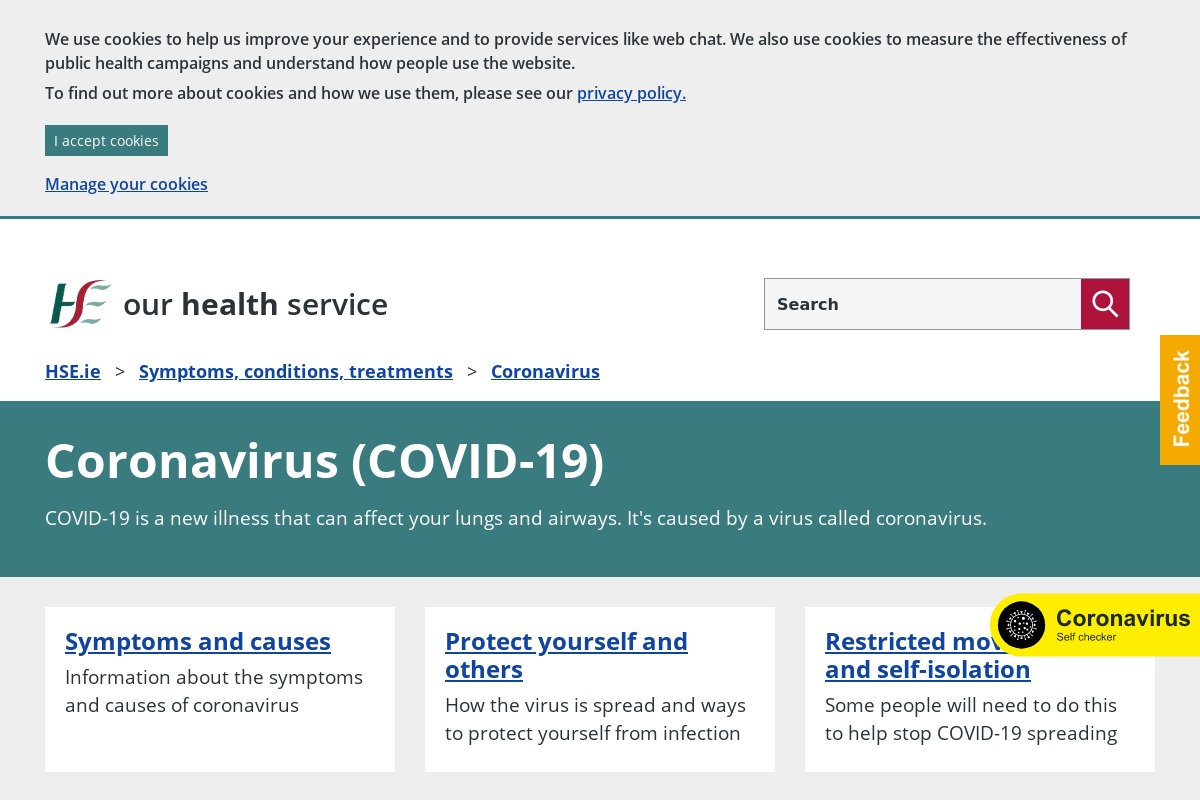 We use cookies to help us improve your experience and to provide services like web chat. We also use cookies to measure the effectiveness of
public health campaigns and understand how people use the website.
To find out more about cookies and how we use them, please see our privacy policy.
I accept cookies
Manage your cookies
HSE our health service
Search
HSE.ie > Symptoms, conditions, treatments > Coronavirus
Feedback
Coronavirus (COVID-19)
COVID-19 is a new illness that can affect your lungs and airways. It's caused by a virus called coronavirus.
Symptoms and causes
Information about the symptoms
and causes of coronavirus
Protect yourself and
others
How the virus is spread and ways
to protect yourself from infection
Restricted
and self-isolation
Some people will need to do this
to help stop COVID-19 spreading
Coronavirus
Self checker